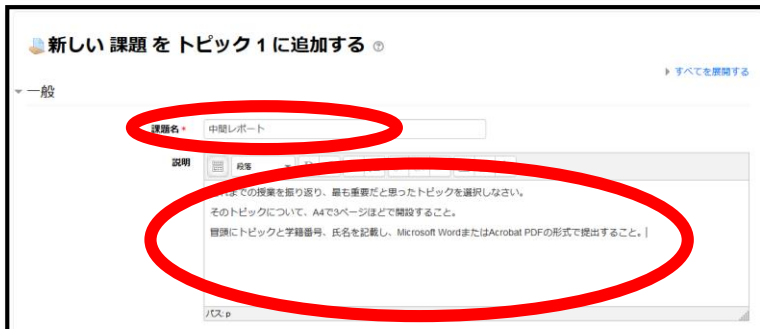 新しい 課題 を トピック 1 に追加する
すべてを展開する
一般
課題名*
中間レポート
説明
段落
までの授業を振り返り、最も重要だと思ったトピックを選択しなさい。
そのトピックについて、A4で3ページほどで開設すること。
冒頭にトピックと学籍番号、氏名を記載し、Microsoft WordまたはAcrobat PDFの形式で提出すること。
パス: p